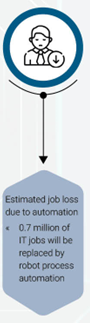 Estimated job loss
due to automation
« 0.7 million of
IT jobs will be
replaced by
robot process
automation